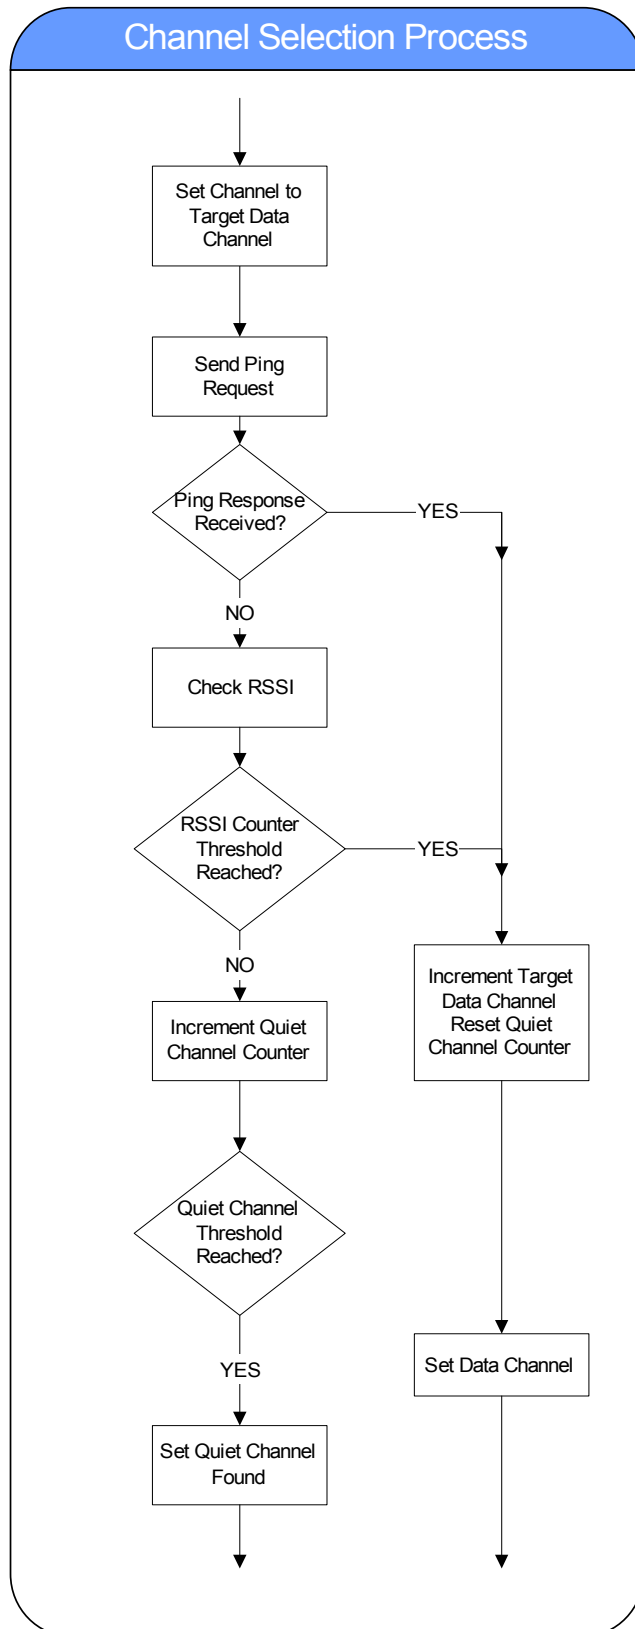 Channel Selection Process
Set Channel to
Target Data
Channel
Send Ping
Request
Ping Response
Received?
YES
NO
Check RSSI
RSSI Counter
Threshold
Reached?
YES
NO
Increment Target
Data Channel
Reset Quiet
Channel Counter
Increment Quiet
Channel Counter
Quiet Channel
Threshold
Reached?
YES
Set Data Channel
Set Quiet Channel
Found